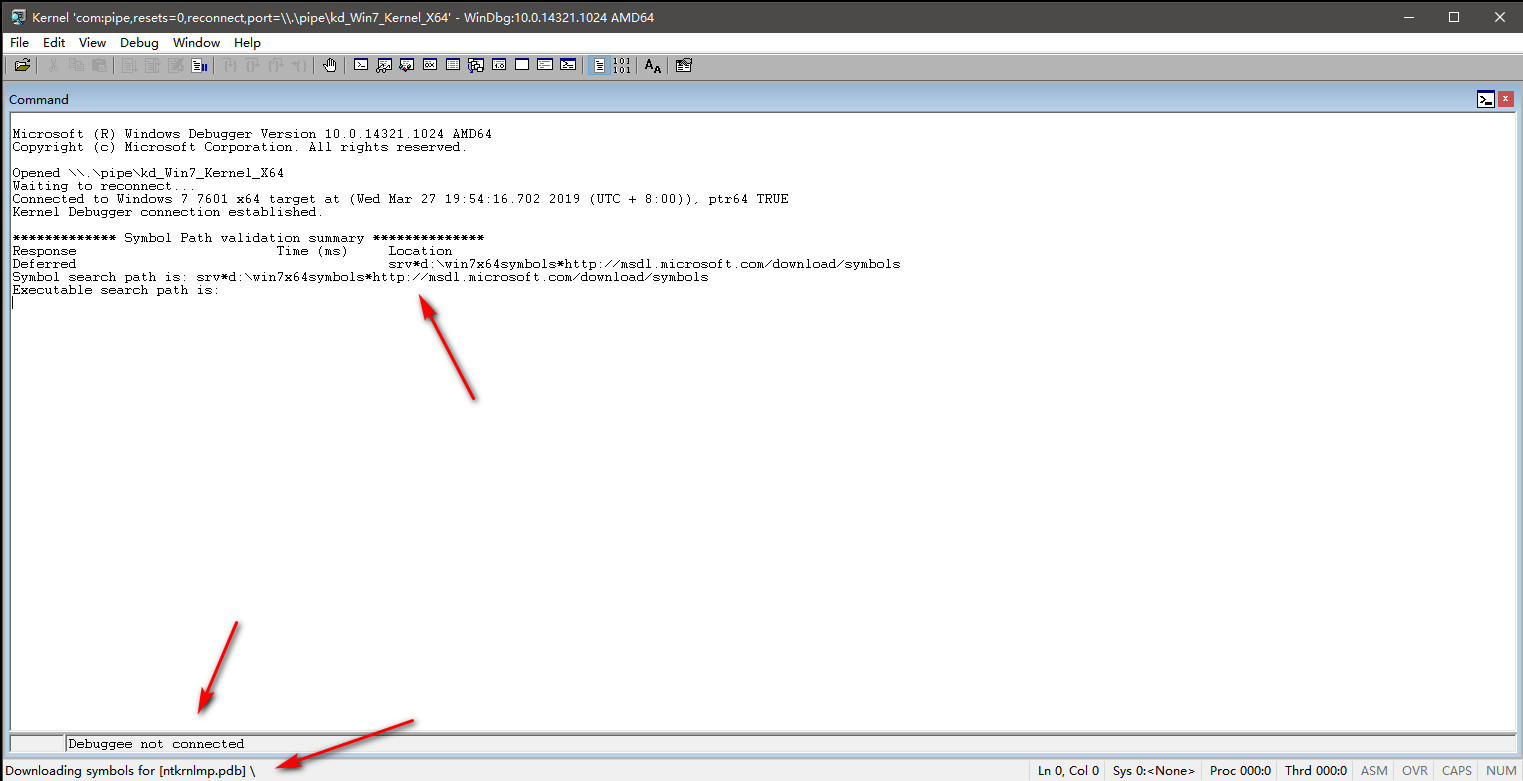 Kernel 'com:pipe,resets=0,reconnect,port=\\.\pipe\kd_Win7_Kernel_X64' - WinDbg:10.0.14321.1024 AMD64
File Edit View Debug Window Help
Command
Microsoft (R) Windows Debugger Version 10.0.14321.1024 AMD64
Copyright (c) Microsoft Corporation. All rights reserved.
Opened \\.\pipe\kd_Win7_Kernel_X64
Waiting to reconnect...
Connected to Windows 7 7601 x64 target at (Wed Mar 27 19:54:16.702 2019 (UTC + 8:00)), ptr64 TRUE
Kernel Debugger connection established.
************* Symbol Path validation summary **************
Response Time (ms) Location
Deferred srv*d:\win7x64symbols*http://msdl.microsoft.com/download/symbols
Symbol search path is: srv*d:\win7x64symbols*http://msdl.microsoft.com/download/symbols
Executable search path is:
Debuggee not connected
Downloading symbols for [ntkrnlmp.pdb] \ Ln 0, Col 0 Sys 0:<None> Proc 000:0 Thrd 000:0 ASM OVR CAPS NUM